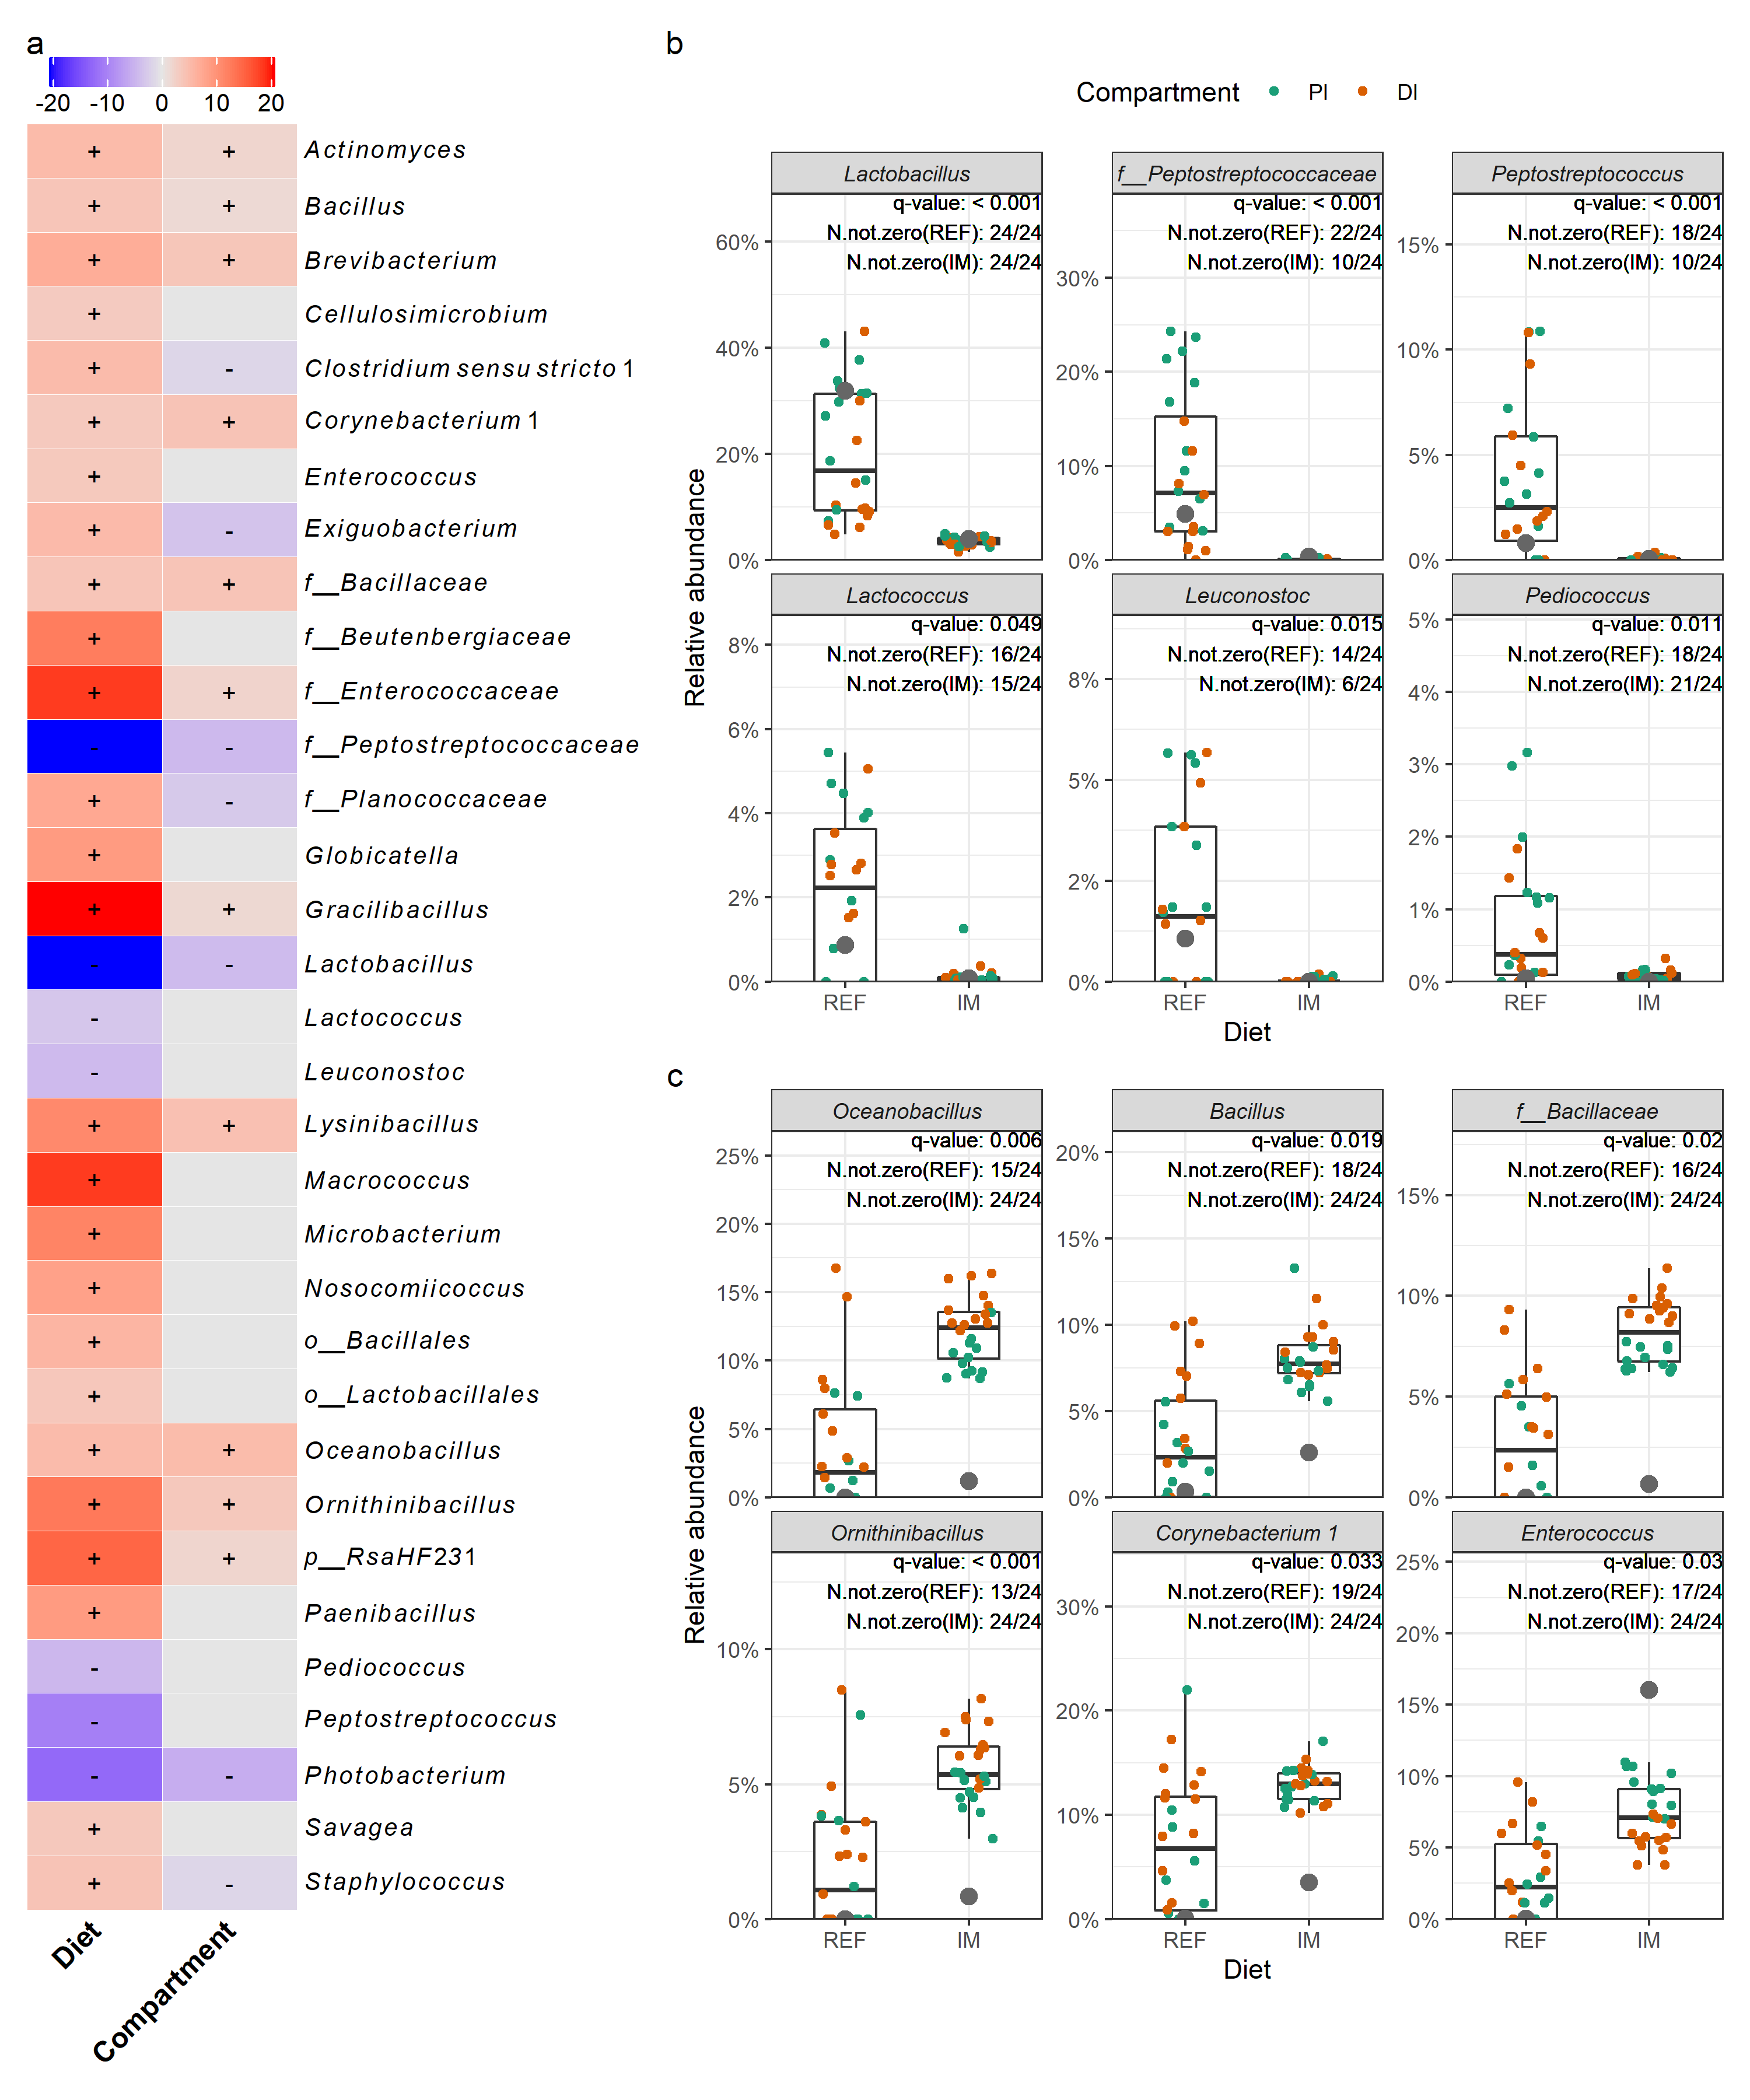 a
-20 -10 0 10 20
+ + Actinomyces
+ + Bacillus
+ + Brevibacterium
+ Cellulosimicrobium
+ - Clostridium sensu stricto 1
+ + Corynebacterium 1
+ Enterococcus
+ - Exiguobacterium
+ + f__Bacillaceae
+ f__Beutenbergiaceae
+ + f__Enterococcaceae
- - f__Peptostreptococcaceae
+ - f__Planococcaceae
+ Globicatella
+ + Gracilibacillus
- - Lactobacillus
- Lactococcus
- Leuconostoc
+ + Lysinibacillus
+ Macrococcus
+ Microbacterium
+ Nosocomiicoccus
+ o__Bacillales
+ o__Lactobacillales
+ + Oceanobacillus
+ + Ornithinibacillus
+ + p__RsaHF231
+ Paenibacillus
- Pediococcus
- Peptostreptococcus
- - Photobacterium
+ Savagea
+ - Staphylococcus
Diet
Compartment
b
Compartment PI DI
Relative abundance
Lactobacillus
q-value: < 0.001
N.not.zero(REF): 24/24
N.not.zero(IM): 24/24
60%
40%
20%
0%
f__Peptostreptococcaceae
q-value: < 0.001
N.not.zero(REF): 22/24
N.not.zero(IM): 10/24
30%
20%
10%
0%
Peptostreptococcus
q-value: < 0.001
N.not.zero(REF): 18/24
N.not.zero(IM): 10/24
15%
10%
5%
0%
Lactococcus
q-value: 0.049
N.not.zero(REF): 16/24
N.not.zero(IM): 15/24
8%
6%
4%
2%
0%
REF IM
Leuconostoc
q-value: 0.015
N.not.zero(REF): 14/24
N.not.zero(IM): 6/24
8%
5%
2%
0%
REF IM
Pediococcus
q-value: 0.011
N.not.zero(REF): 18/24
N.not.zero(IM): 21/24
5%
4%
3%
2%
1%
0%
REF IM
Diet
c
Relative abundance
Oceanobacillus
q-value: 0.006
N.not.zero(REF): 15/24
N.not.zero(IM): 24/24
25%
20%
15%
10%
5%
0%
Bacillus
q-value: 0.019
N.not.zero(REF): 18/24
N.not.zero(IM): 24/24
20%
15%
10%
5%
0%
f__Bacillaceae
q-value: 0.02
N.not.zero(REF): 16/24
N.not.zero(IM): 24/24
15%
10%
5%
0%
Ornithinibacillus
q-value: < 0.001
N.not.zero(REF): 13/24
N.not.zero(IM): 24/24
10%
5%
0%
REF IM
Corynebacterium 1
q-value: 0.033
N.not.zero(REF): 19/24
N.not.zero(IM): 24/24
30%
20%
10%
0%
REF IM
Enterococcus
q-value: 0.03
N.not.zero(REF): 17/24
N.not.zero(IM): 24/24
25%
20%
15%
10%
5%
0%
REF IM
Diet